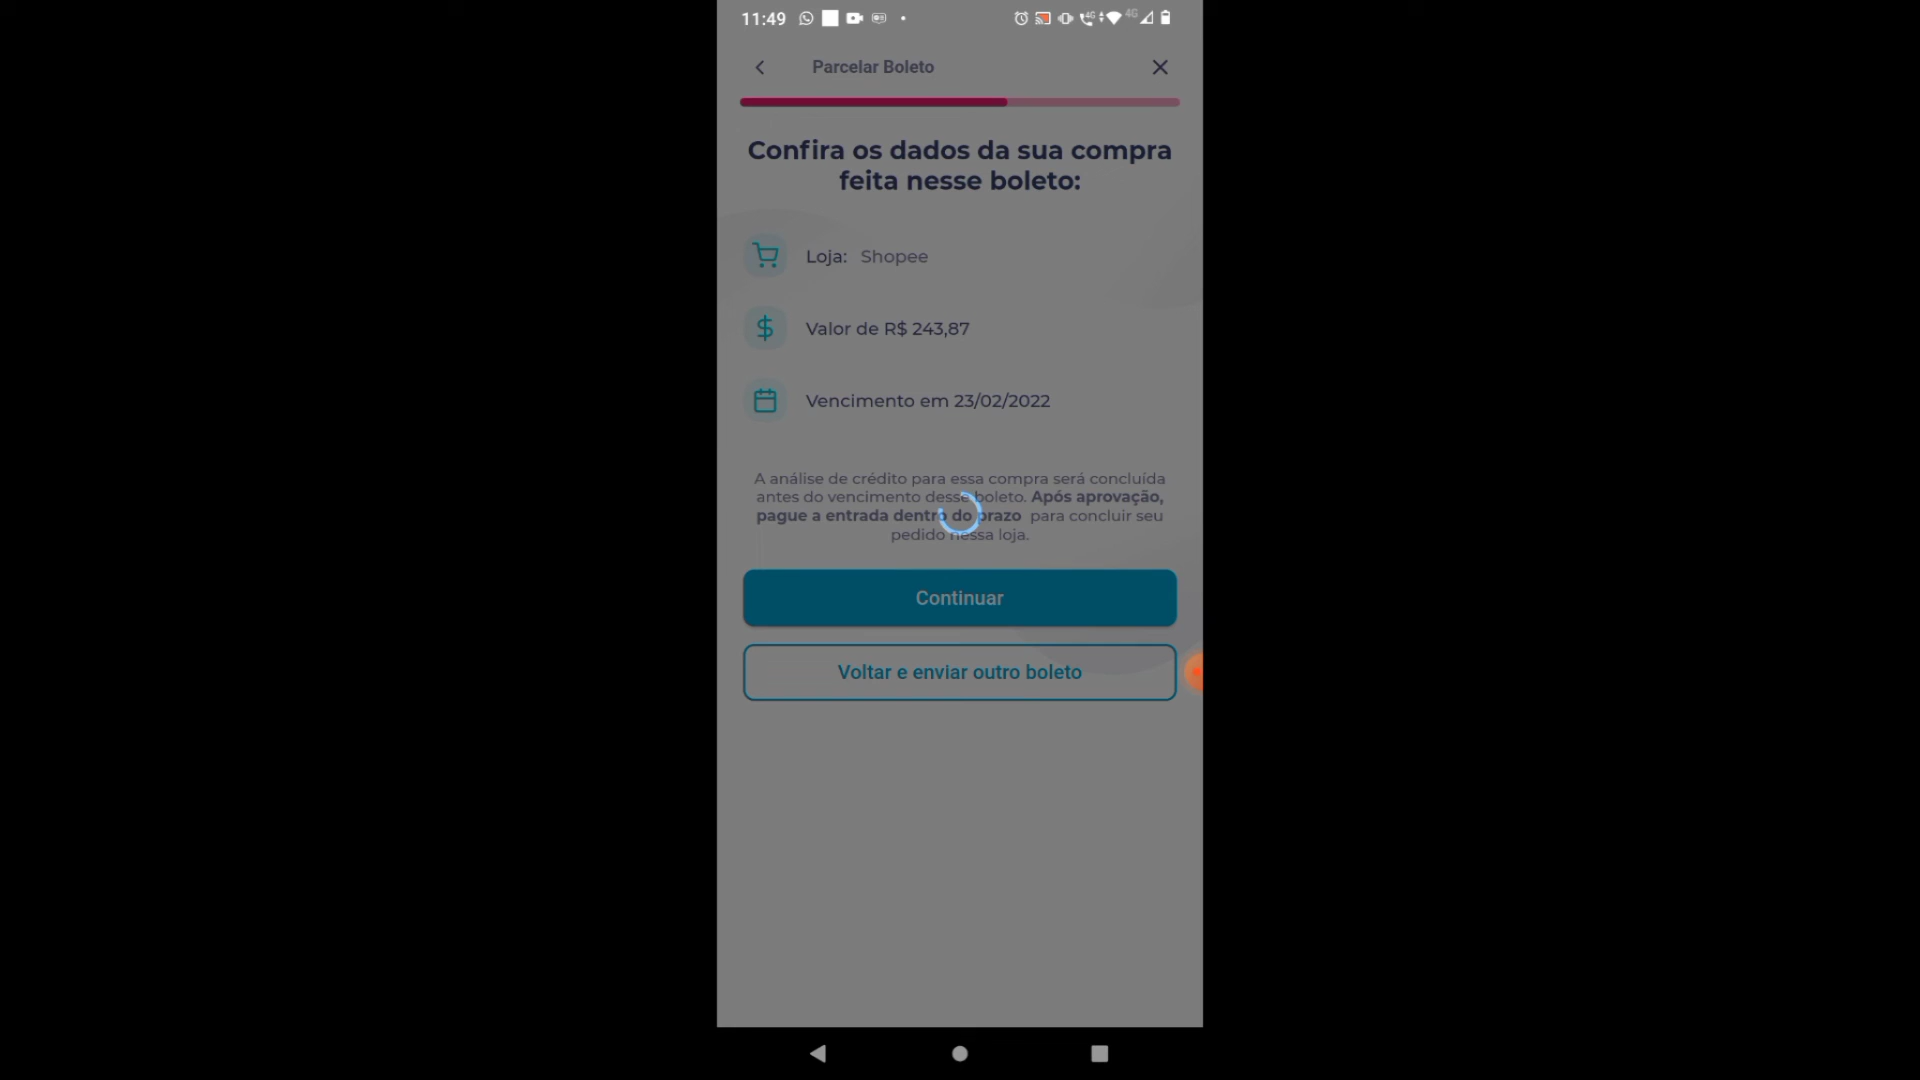 11:49
4G
Parcelar Boleto
Confira os dados da sua compra
feita nesse boleto:
Loja: Shopee
Valor de R$ 243,87
Vencimento em 23/02/2022
A análise de crédito para essa compra será concluída
antes do vencimento desse boleto. Após aprovação,
pague a entrada dentro do prazo para concluir seu
pedido nessa loja.
Continuar
Voltar e enviar outro boleto